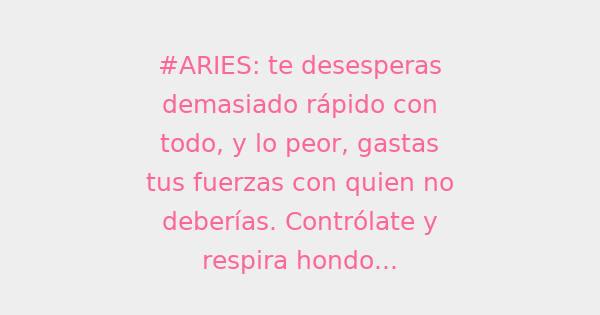 #ARIES: te desesperas
demasiado rápido con
todo, y lo peor, gastas
tus fuerzas con quien no
deberías. Contrólate y
respira hondo...